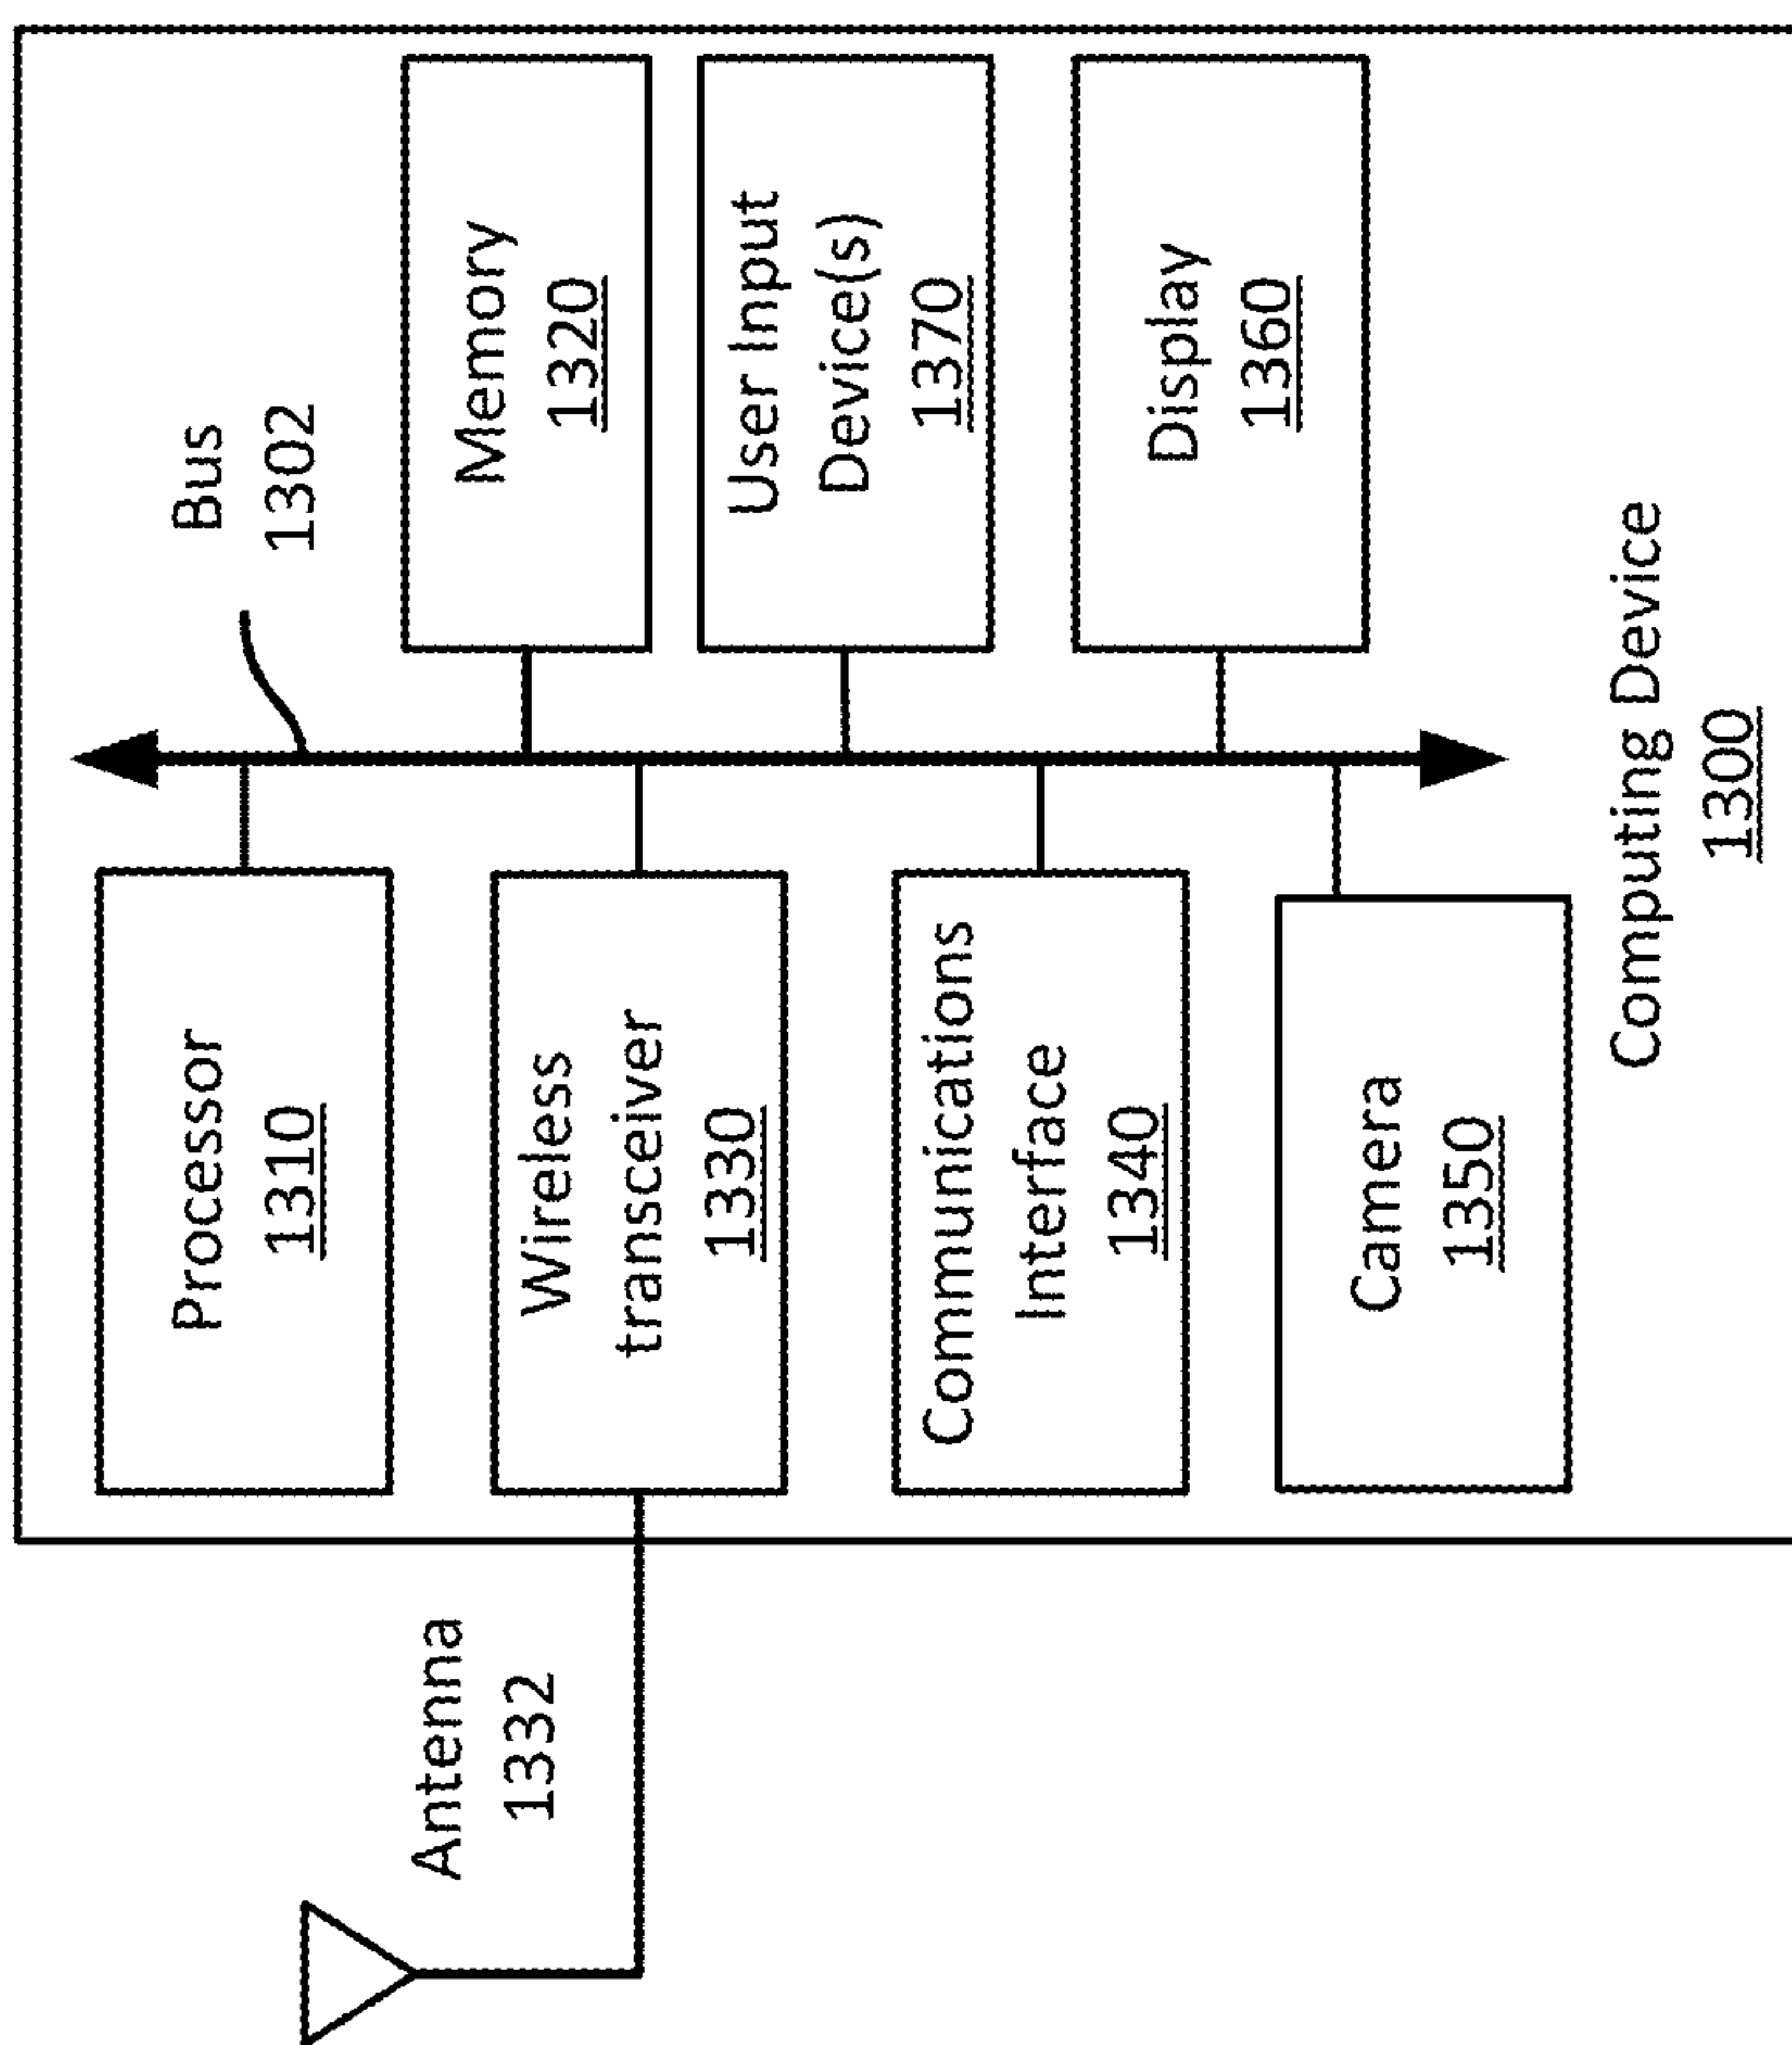 Antenna
1332
Processor
1310
Wireless
transceiver
1330
Communications
Interface
1340
Camera
1350
Bus
1302
Memory
1320
User Input
Device(s)
1370
Display
1360
Computing Device
1300